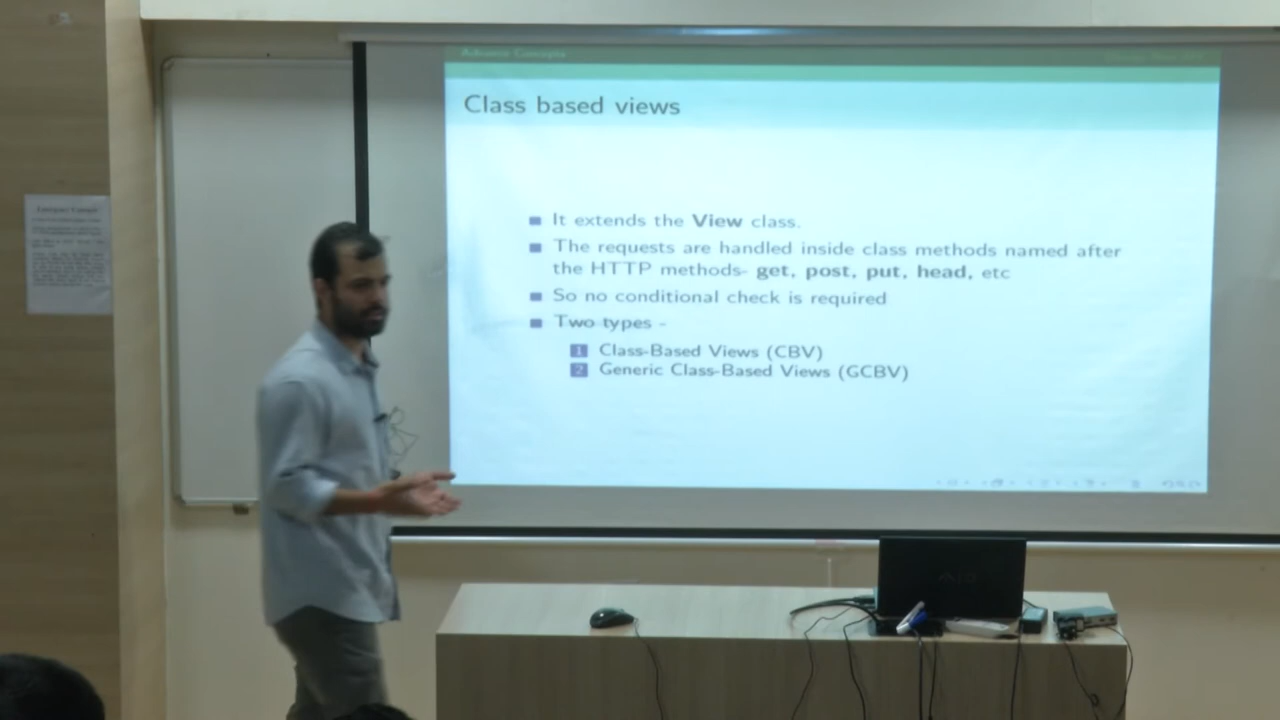 Advance Concepts
Class based views
It extends the View class.
The requests are handled inside class methods named after
the HTTP methods- get, post, put, head, etc
So no conditional check is required
Two types -
1 Class-Based Views (CBV)
2 Generic Class-Based Views (GCBV)